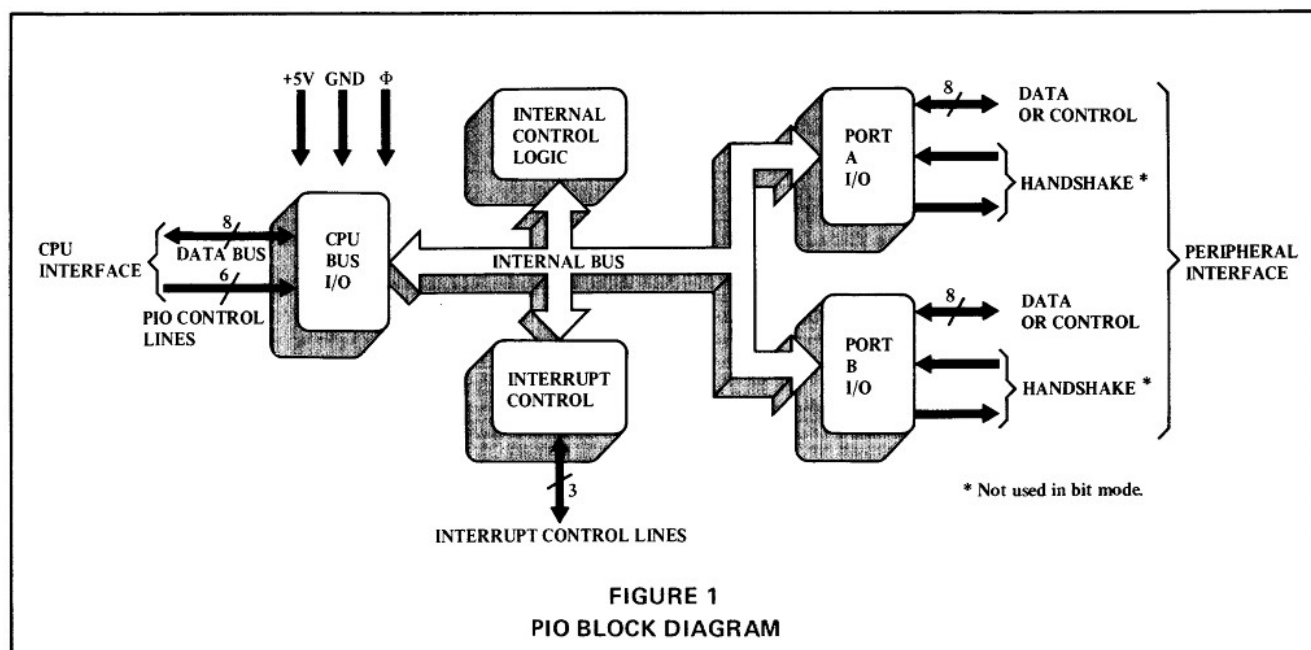 +5V GND Φ
INTERNAL
CONTROL
LOGIC
PORT
A
I/O
8
DATA
OR CONTROL
HANDSHAKE *
CPU
INTERFACE
8
DATA BUS
6
PIO CONTROL
LINES
CPU
BUS
I/O
INTERNAL BUS
PERIPHERAL
INTERFACE
INTERRUPT
CONTROL
3
INTERRUPT CONTROL LINES
PORT
B
I/O
8
DATA
OR CONTROL
HANDSHAKE *
* Not used in bit mode.
FIGURE 1
PIO BLOCK DIAGRAM